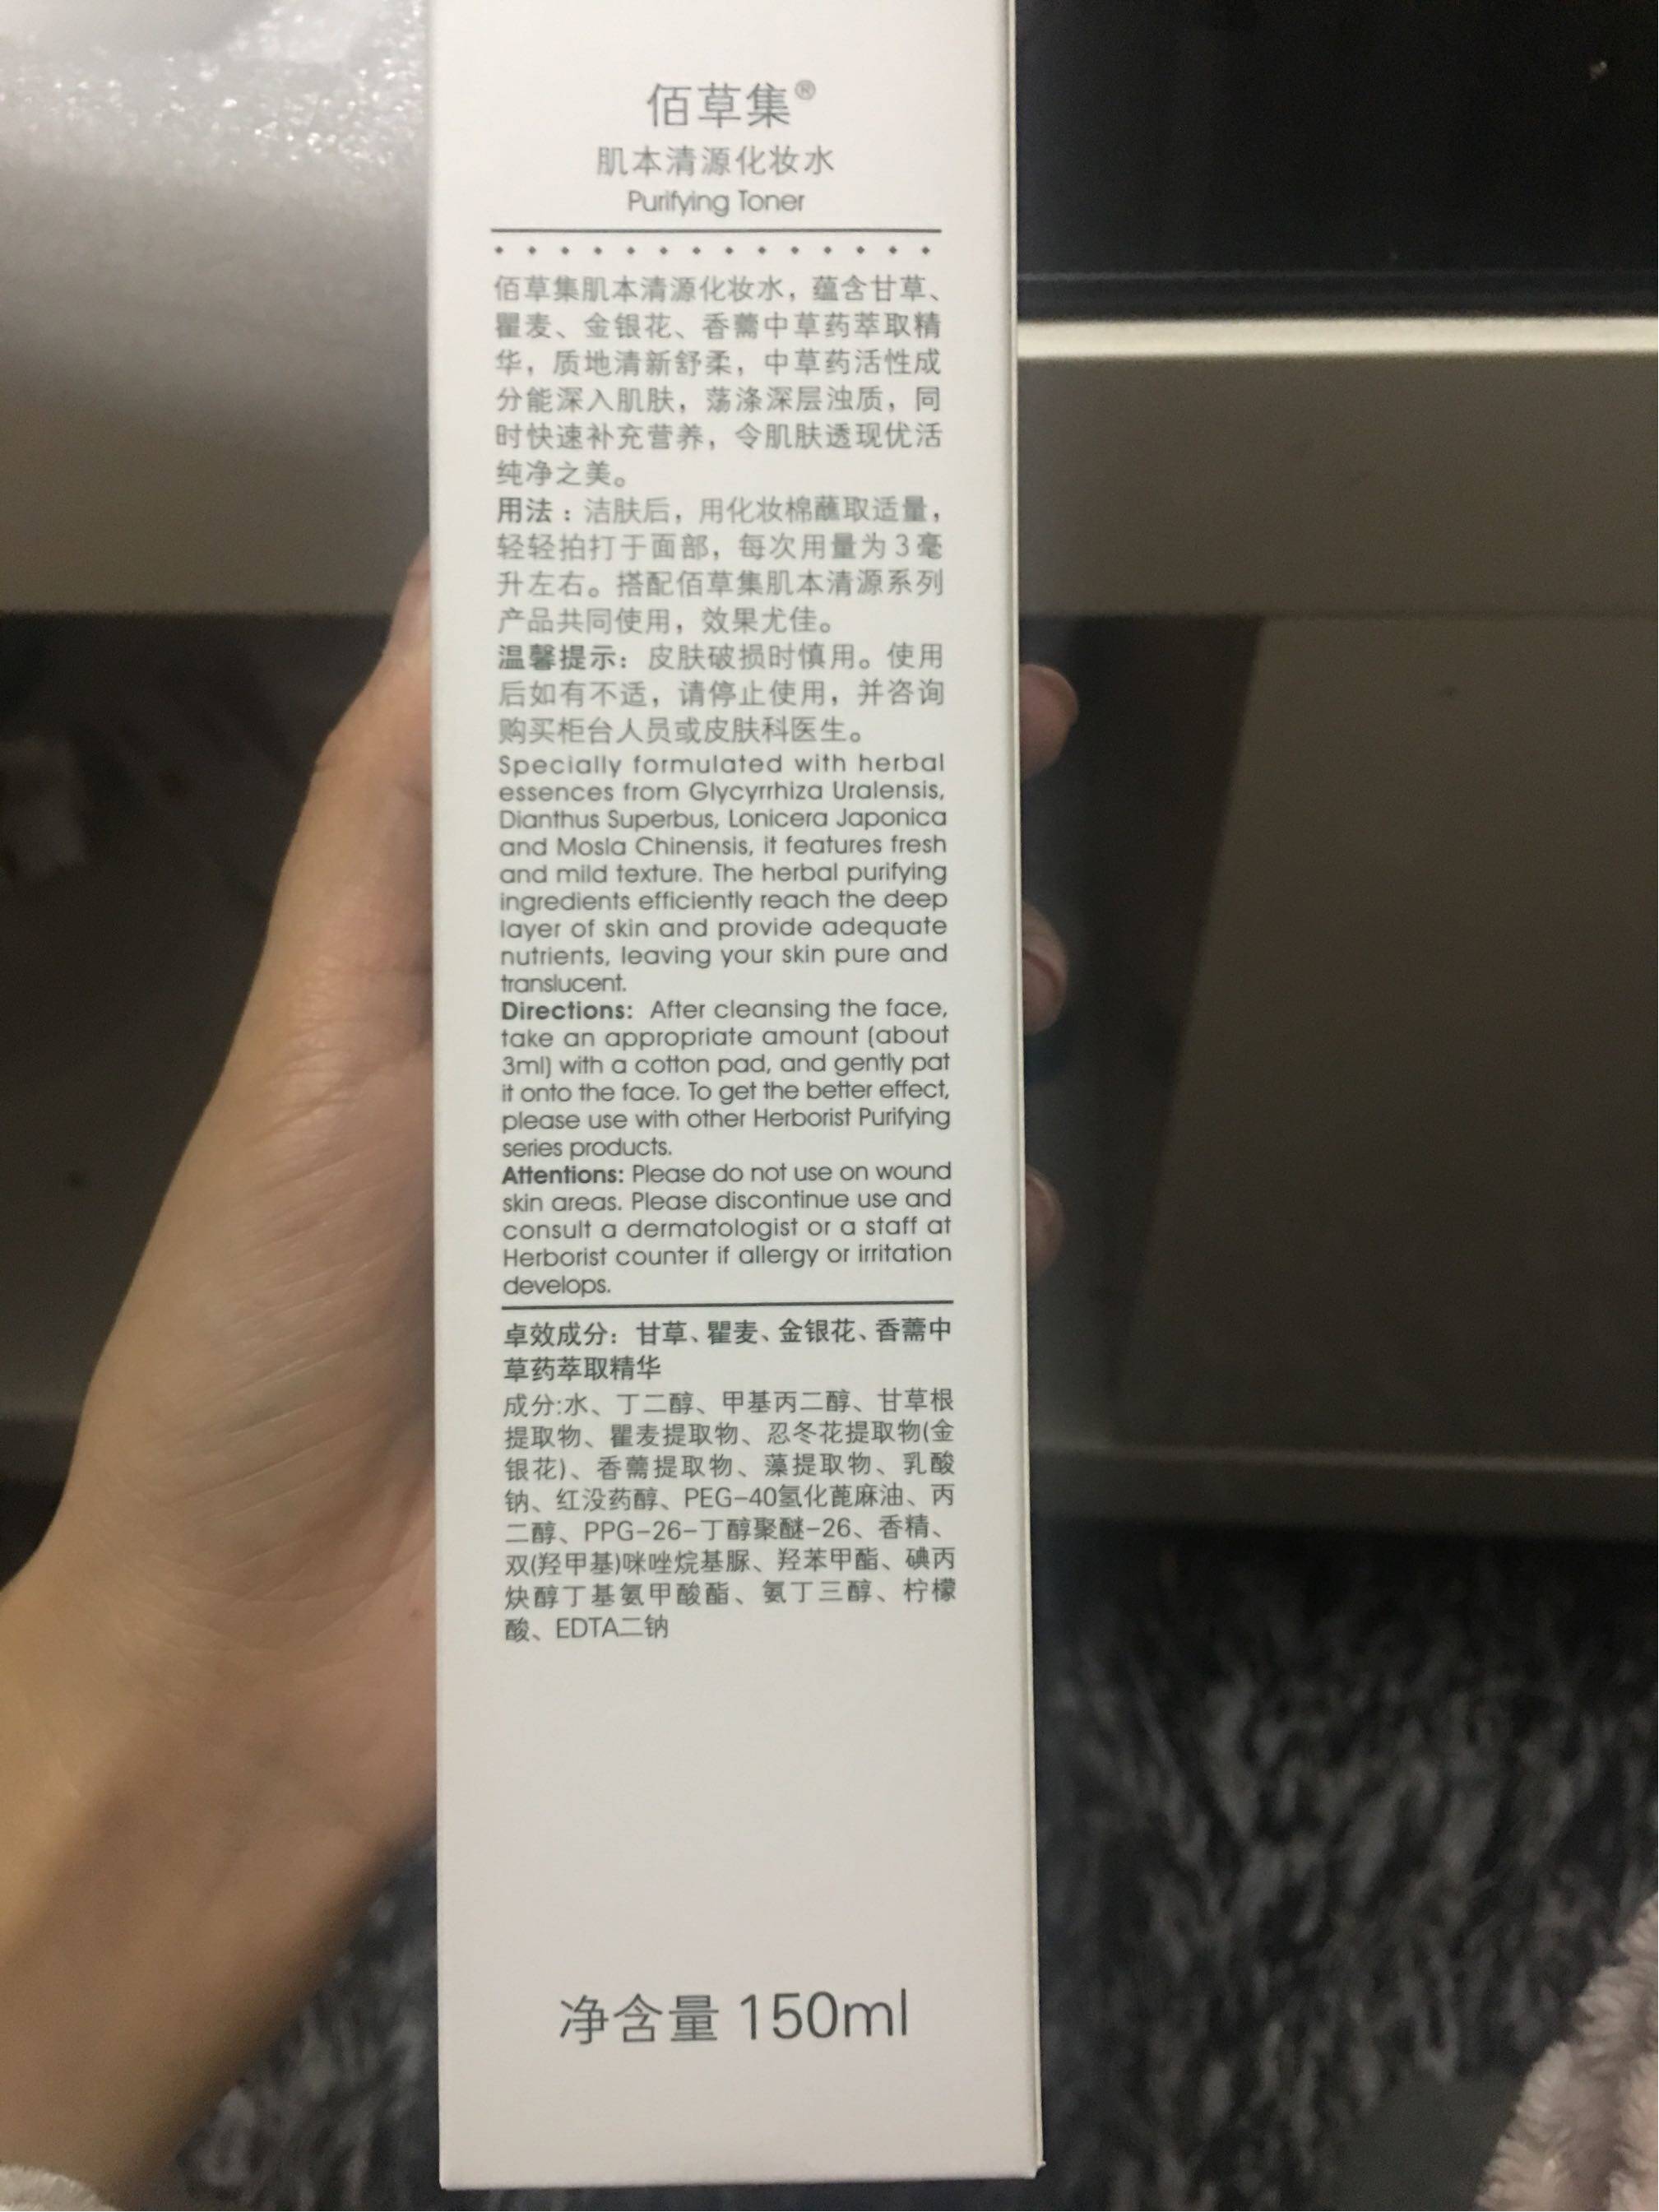 佰草集®
肌本清源化妆水
Purifying Toner
佰草集肌本清源化妆水，蕴含甘草、
瞿麦、金银花、香薷中草药萃取精
华，质地清新舒柔，中草药活性成
分能深入肌肤，荡涤深层浊质，同
时快速补充营养，令肌肤透现优活
纯净之美。
用法：洁肤后，用化妆棉蘸取适量，
轻轻拍打于面部，每次用量为3毫
升左右。搭配佰草集肌本清源系列
产品共同使用，效果尤佳。
温馨提示：皮肤破损时慎用。使用
后如有不适，请停止使用，并咨询
购买柜台人员或皮肤科医生。
Specially formulated with herbal
essences from Glycyrrhiza Uralensis,
Dianthus Superbus, Lonicera Japonica
and Mosla Chinensis, it features fresh
and mild texture. The herbal purifying
ingredients efficiently reach the deep
layer of skin and provide adequate
nutrients, leaving your skin pure and
translucent.
Directions: After cleansing the face,
take an appropriate amount (about
3ml) with a cotton pad, and gently pat
it onto the face. To get the better effect,
please use with other Herborist Purifying
series products.
Attentions: Please do not use on wound
skin areas. Please discontinue use and
consult a dermatologist or a staff at
Herborist counter if allergy or irritation
develops.
卓效成分：甘草、瞿麦、金银花、香薷中
草药萃取精华
成分:水、丁二醇、甲基丙二醇、甘草根
提取物、瞿麦提取物、忍冬花提取物(金
银花)、香薷提取物、藻提取物、乳酸
钠、红没药醇、PEG-40氢化蓖麻油、丙
二醇、PPG-26-丁醇聚醚-26、香精、
双(羟甲基)咪唑烷基脲、羟苯甲酯、碘丙
炔醇丁基氨甲酸酯、氨丁三醇、柠檬
酸、EDTA二钠
净含量 150ml